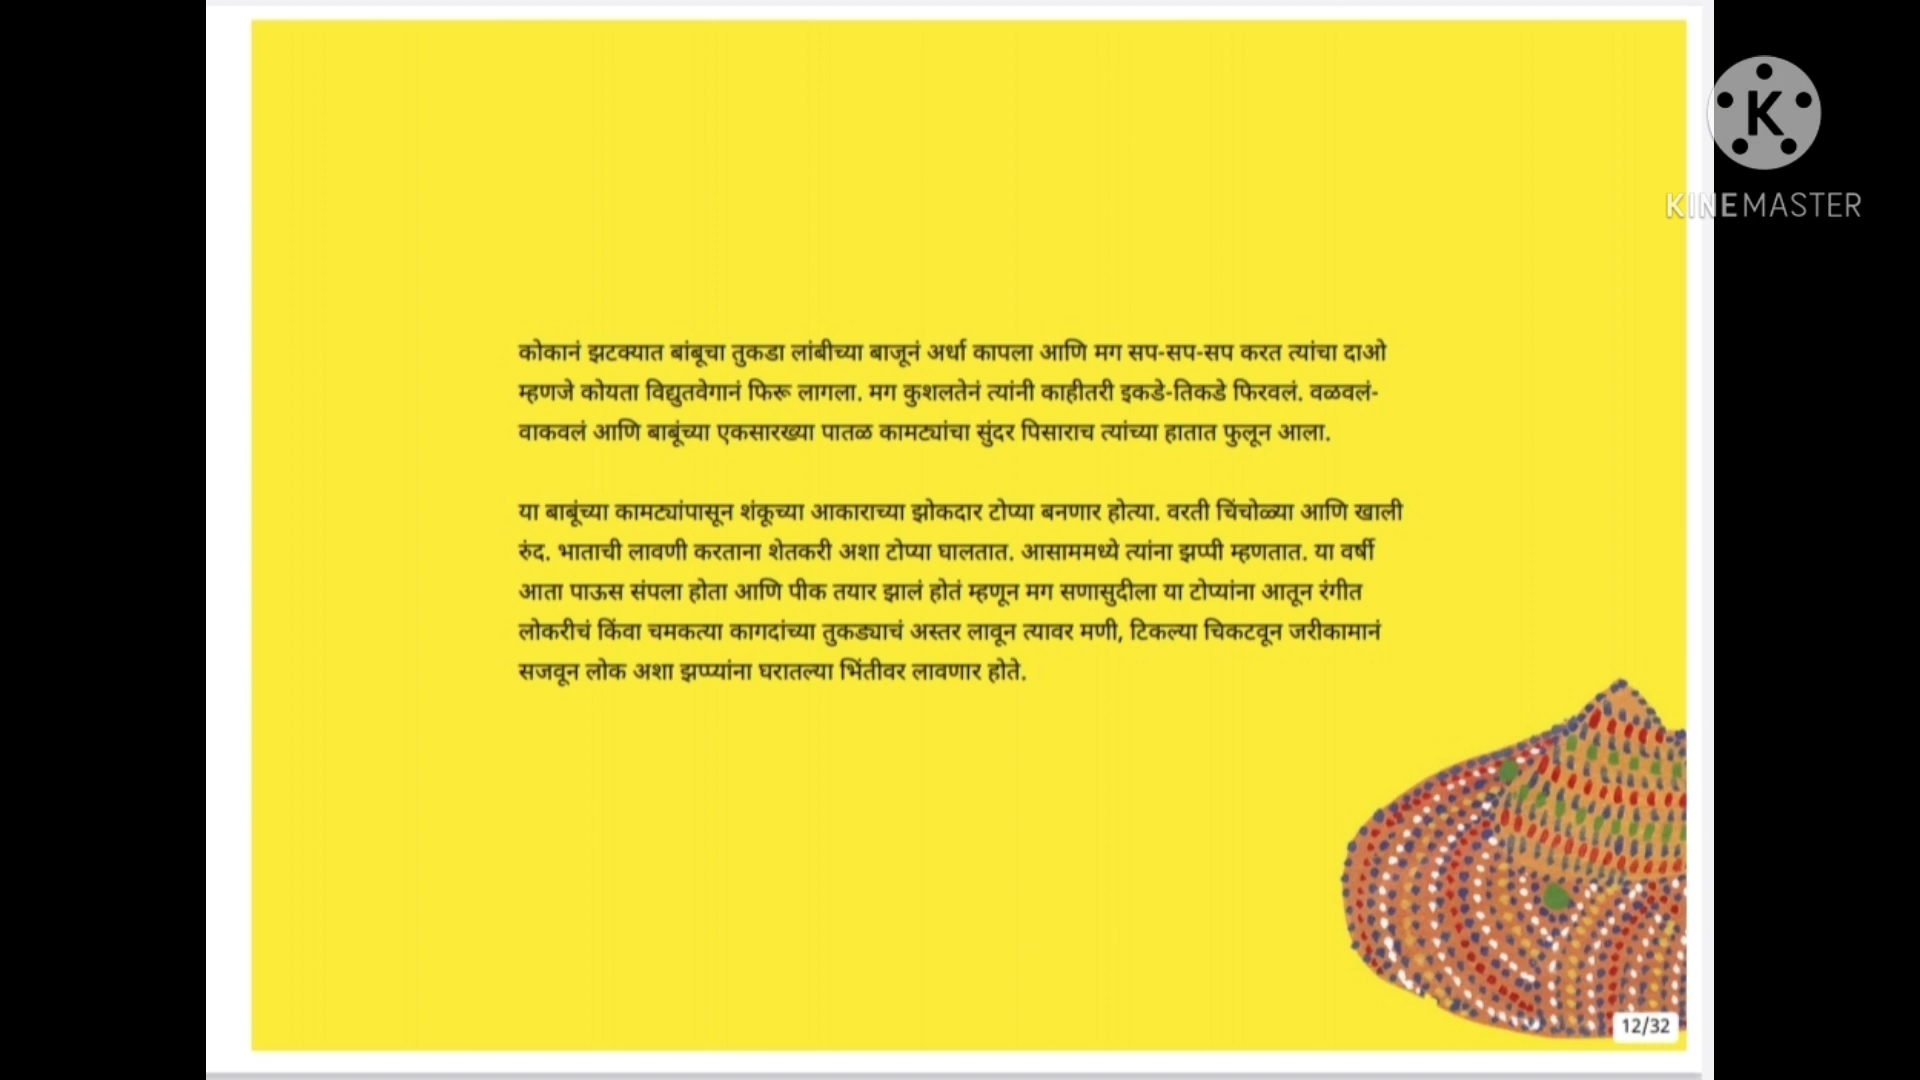 कोकानं झटक्यात बांबूचा तुकडा लांबीच्या बाजूनं अर्धा कापला आणि मग सप-सप-सप करत त्यांचा दाओ
म्हणजे कोयता विद्युतवेगानं फिरू लागला. मग कुशलतेनं त्यांनी काहीतरी इकडे-तिकडे फिरवलं. वळवलं-
वाकवलं आणि बाबूंच्या एकसारख्या पातळ कामट्यांचा सुंदर पिसाराच त्यांच्या हातात फुलून आला.
या बाबूंच्या कामट्यांपासून शंकूच्या आकाराच्या झोकदार टोप्या बनणार होत्या. वरती चिंचोळ्या आणि खाली
रुंद. भाताची लावणी करताना शेतकरी अशा टोप्या घालतात. आसाममध्ये त्यांना झप्पी म्हणतात. या वर्षी
आता पाऊस संपला होता आणि पीक तयार झालं होतं म्हणून मग सणासुदीला या टोप्यांना आतून रंगीत
लोकरीचं किंवा चमकत्या कागदांच्या तुकड्याचं अस्तर लावून त्यावर मणी, टिकल्या चिकटवून जरीकामानं
सजवून लोक अशा झप्प्यांना घरातल्या भिंतीवर लावणार होते.
K
KINEMASTER
12/32